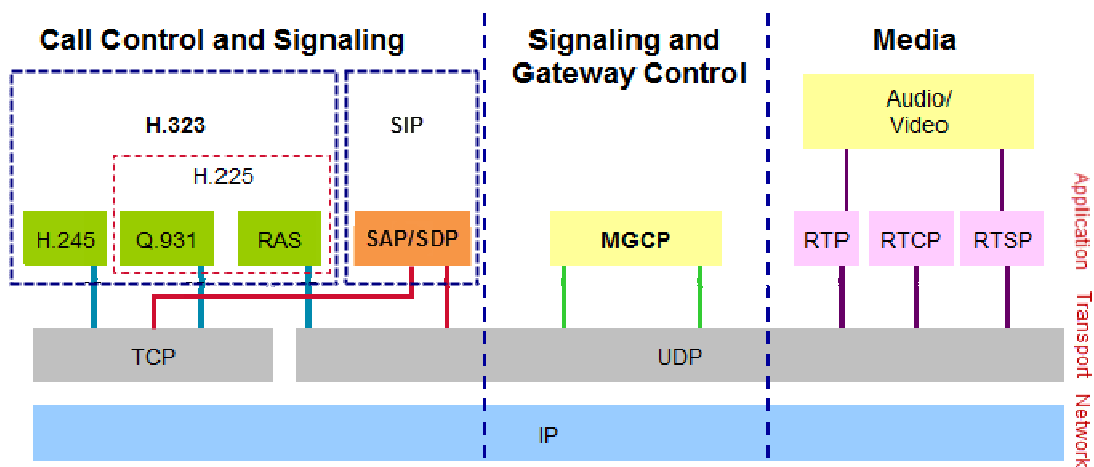 Call Control and Signaling
Signaling and
Gateway Control
Media
H.323
SIP
H.225
H.245
Q.931
RAS
SAP/SDP
MGCP
Audio/
Video
RTP
RTCP
RTSP
TCP
UDP
IP
Application
Transport
Network